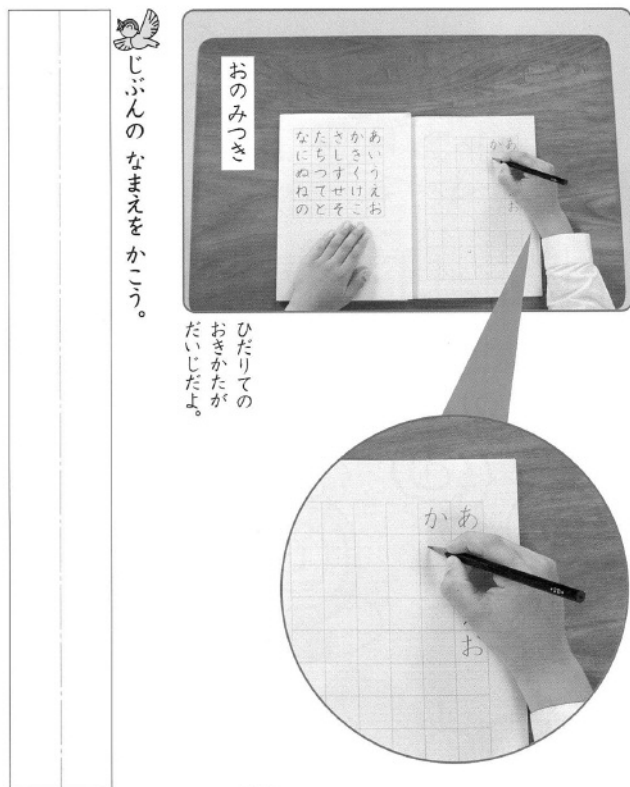 おのみつき
あいうえお
かきくけこ
さしすせそ
たちつてと
なにぬねの
あ
お
か
ひだりての
おきかたが
だいじだよ。
あ
お
か
じぶんの なまえを かこう。